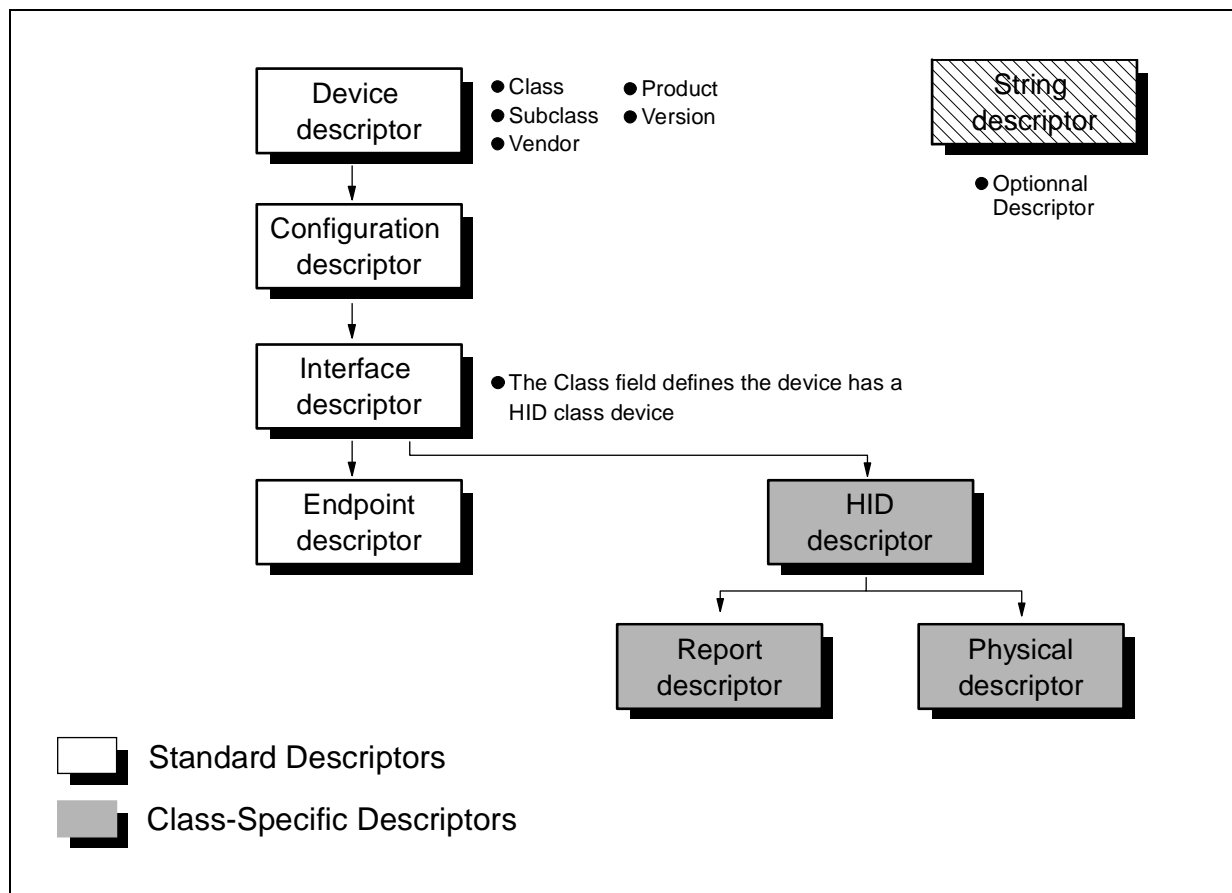 Device
descriptor
● Class
● Subclass
● Vendor
● Product
● Version
String
descriptor
● Optionnal
Descriptor
Configuration
descriptor
Interface
descriptor
● The Class field defines the device has a
HID class device
Endpoint
descriptor
HID
descriptor
Report
descriptor
Physical
descriptor
Standard Descriptors
Class-Specific Descriptors